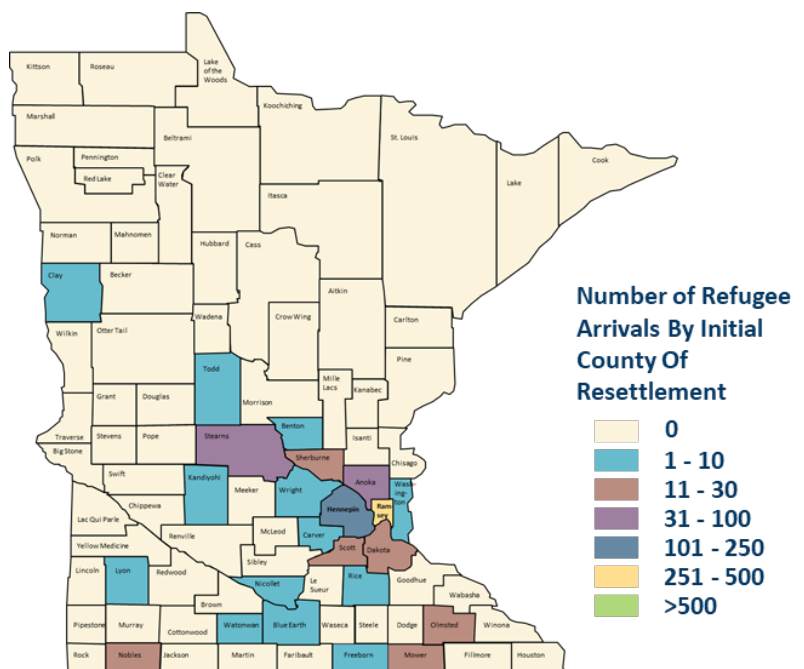 Kittson
Roseau
Lake
of the
Woods
Koochiching
Marshall
St. Louis
Beltrami
Cook
Polk
Pennington
Clear
Water
Red Lake
Lake
Itasca
Norman
Mahnomen
Hubbard
Cass
Clay
Becker
Aitkin
Wadena
Crow Wing
Carlton
Wilkin
Otter Tail
Pine
Todd
Mille
Lacs
Kanabec
Grant
Douglas
Morrison
Benton
Traverse
Stevens
Pope
Stearns
Isanti
Big Stone
Sherburne
Chisago
Swift
Kandiyohi
Anoka
Wash-
ing-
ton
Meeker
Wright
Chippewa
Hennepin
Ram
sey
Lac Qui Parle
McLeod
Carver
Renville
Yellow Medicine
Scott
Dakota
Sibley
Lincoln
Lyon
Redwood
Nicollet
Le
Sueur
Rice
Goodhue
Wabasha
Brown
Pipestone
Murray
Cottonwood
Watonwan
Blue Earth
Waseca
Steele
Dodge
Olmsted
Winona
Rock
Nobles
Jackson
Martin
Faribault
Freeborn
Mower
Fillmore
Houston
Number of Refugee
Arrivals By Initial
County Of
Resettlement
0
1 - 10
11 - 30
31 - 100
101 - 250
251 - 500
>500